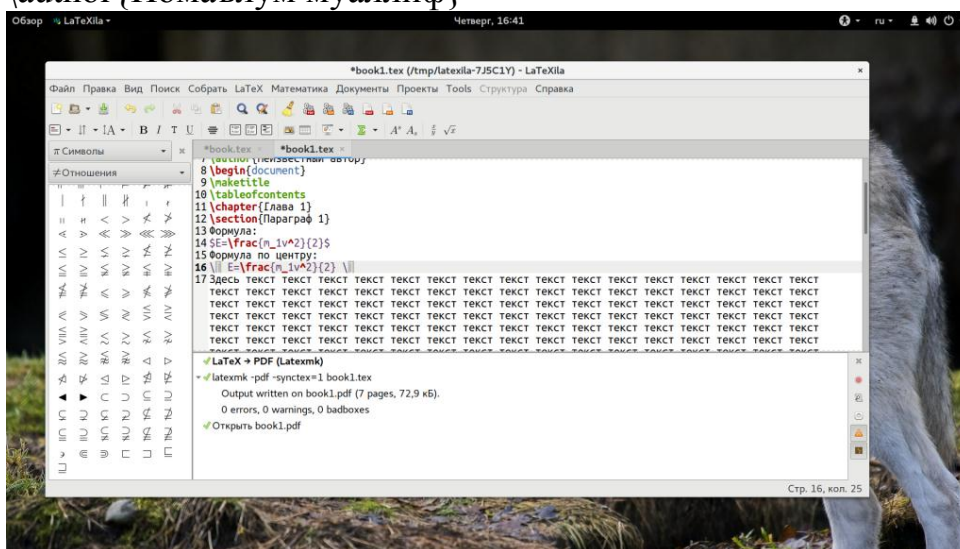 \author{Номаълум муаллиф}
Обзор LaTeXila Четверг, 16:41 ru
*book1.tex (/tmp/latexila-7J5C1Y) - LaTeXila
Файл Правка Вид Поиск Собрать LaTeX Математика Документы Проекты Tools Структура Справка
π Символы *book.tex × *book1.tex ×
≠ Отношения
7 \author{Неизвестный автор}
8 \begin{document}
9 \maketitle
10 \tableofcontents
11 \chapter{Глава 1}
12 \section{Параграф 1}
13 Формула:
14 $E=\frac{m_1v^2}{2}$
15 Формула по центру:
16 \[ E=\frac{m_1v^2}{2} \]
17 Здесь текст текст текст текст текст текст текст текст текст текст текст текст текст текст текст
текст текст текст текст текст текст текст текст текст текст текст текст текст текст текст текст
текст текст текст текст текст текст текст текст текст текст текст текст текст текст текст текст
текст текст текст текст текст текст текст текст текст текст текст текст текст текст текст текст
текст текст текст текст текст текст текст текст текст текст текст текст текст текст текст текст
текст текст текст текст текст текст текст текст текст текст текст текст текст текст текст текст
LaTeX → PDF (Latexmk)
latexmk -pdf -synctex=1 book1.tex
Output written on book1.pdf (7 pages, 72,9 кБ).
0 errors, 0 warnings, 0 badboxes
Открыть book1.pdf
Стр. 16, кол. 25